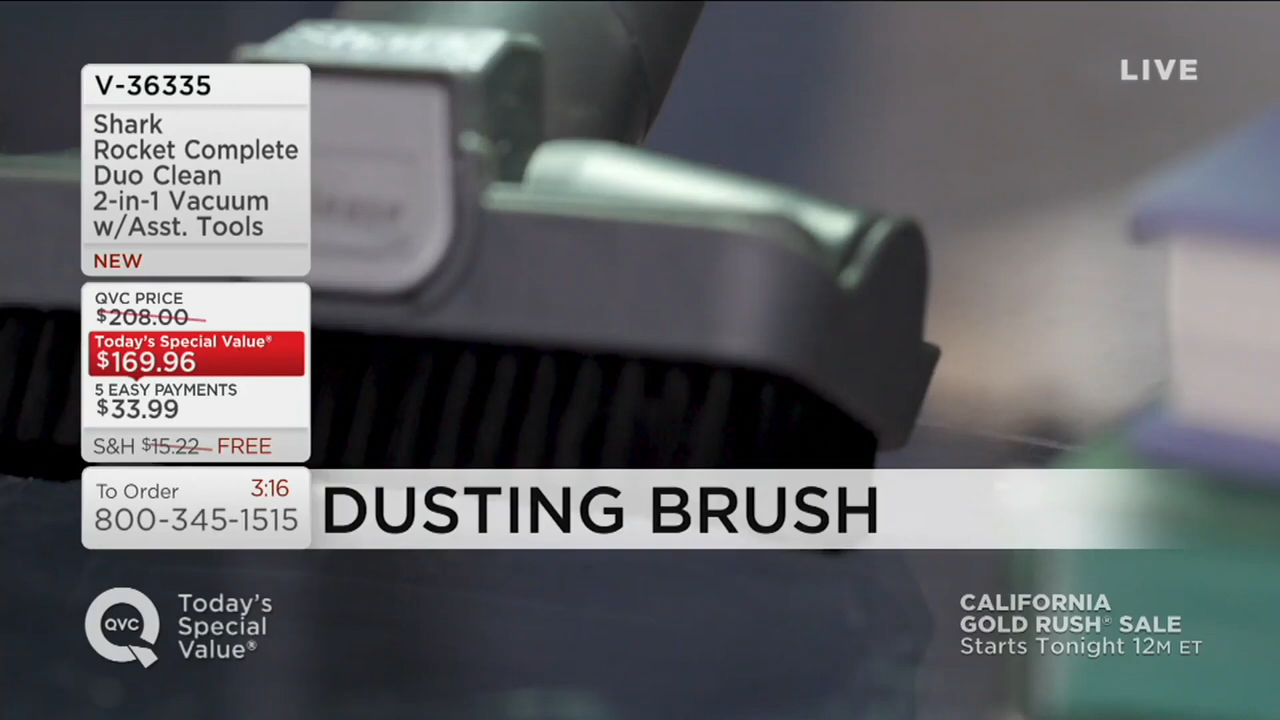 V-36335
Shark
Rocket Complete
Duo Clean
2-in-1 Vacuum
w/Asst. Tools
NEW
QVC PRICE
$208.00
Today's Special Value®
$169.96
5 EASY PAYMENTS
$33.99
S&H $15.22 FREE
To Order 3:16
800-345-1515
DUSTING BRUSH
LIVE
QVC
Today's
Special
Value®
CALIFORNIA
GOLD RUSH® SALE
Starts Tonight 12M ET